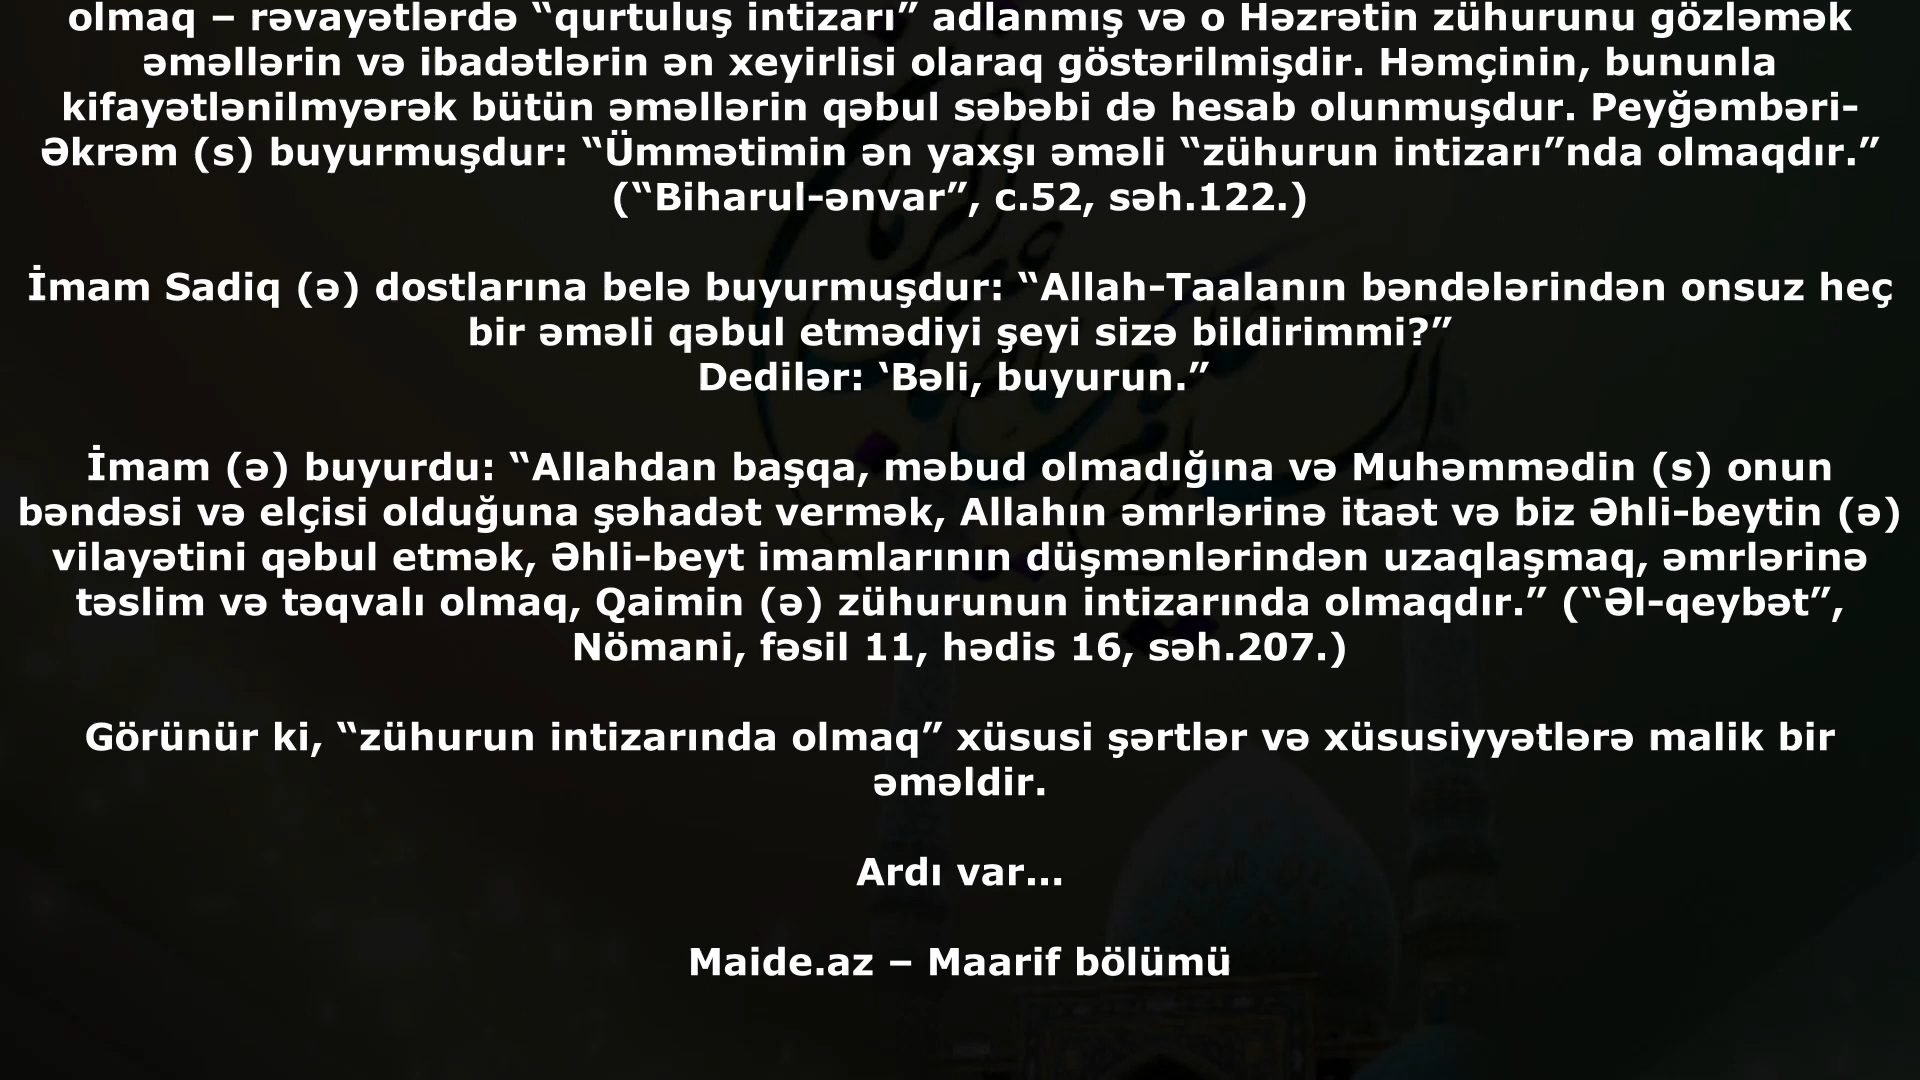 olmaq – rəvayətlərdə “qurtuluş intizarı” adlanmış və o Həzrətin zühurunu gözləmək
əməllərin və ibadətlərin ən xeyirlisi olaraq göstərilmişdir. Həmçinin, bununla
kifayətlənilmyərək bütün əməllərin qəbul səbəbi də hesab olunmuşdur. Peyğəmbəri-
Əkrəm (s) buyurmuşdur: “Ümmətimin ən yaxşı əməli “zühurun intizarı”nda olmaqdır.”
(“Biharul-ənvar”, c.52, səh.122.)
İmam Sadiq (ə) dostlarına belə buyurmuşdur: “Allah-Taalanın bəndələrindən onsuz heç
bir əməli qəbul etmədiyi şeyi sizə bildirimmi?”
Dedilər: ‘Bəli, buyurun.”
İmam (ə) buyurdu: “Allahdan başqa, məbud olmadığına və Muhəmmədin (s) onun
bəndəsi və elçisi olduğuna şəhadət vermək, Allahın əmrlərinə itaət və biz Əhli-beytin (ə)
vilayətini qəbul etmək, Əhli-beyt imamlarının düşmənlərindən uzaqlaşmaq, əmrlərinə
təslim və təqvalı olmaq, Qaimin (ə) zühurunun intizarında olmaqdır.” (“Əl-qeybət”,
Nömani, fəsil 11, hədis 16, səh.207.)
Görünür ki, “zühurun intizarında olmaq” xüsusi şərtlər və xüsusiyyətlərə malik bir
əməldir.
Ardı var…
Maide.az – Maarif bölümü